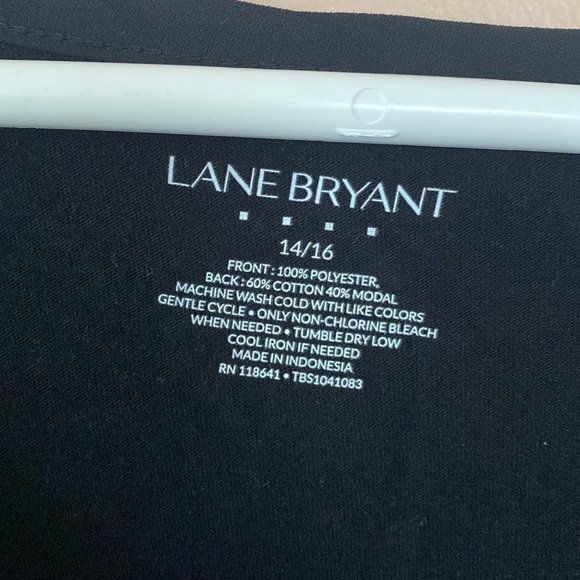 LANE BRYANT
14/16
FRONT : 100% POLYESTER,
BACK : 60% COTTON 40% MODAL
MACHINE WASH COLD WITH LIKE COLORS
GENTLE CYCLE • ONLY NON-CHLORINE BLEACH
WHEN NEEDED • TUMBLE DRY LOW
COOL IRON IF NEEDED
MADE IN INDONESIA
RN 118641 • TBS1041083